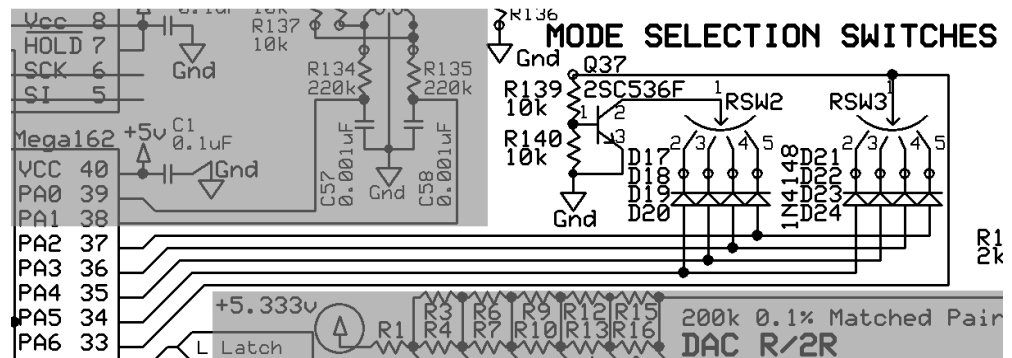 0.1uF
Vcc 8
HOLD 7
SCK 6
SI 5
Gnd
10k
R137
10k
R134
220k
R135
220k
R136
Gnd
MODE SELECTION SWITCHES
Q37
2SC536F
R139
10k
R140
10k
1
2
3
Gnd
1
RSW2
2 3 4 5
D17
D18
D19
D20
1N4148
1
RSW3
2 3 4 5
D21
D22
D23
D24
Mega162
+5v
C1
0.1uF
Gnd
C57
0.001uF
Gnd
C58
0.001uF
VCC 40
PA0 39
PA1 38
PA2 37
PA3 36
PA4 35
PA5 34
PA6 33
R1
2k
+5.333v
L Latch
R1
R3 R6 R9 R12 R15
R4 R7 R10 R13 R16
200k 0.1% Matched Pair
DAC R/2R